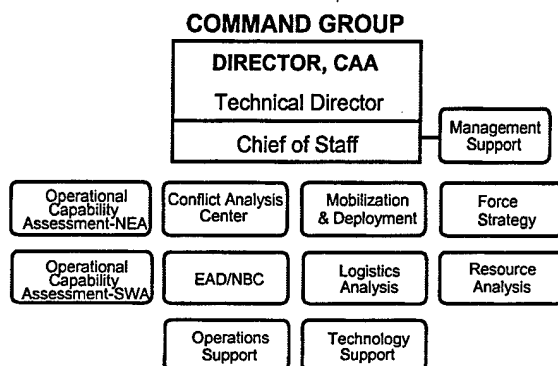 COMMAND GROUP
DIRECTOR, CAA
Technical Director
Chief of Staff
Management
Support
Operational
Capability
Assessment-NEA
Conflict Analysis
Center
Mobilization
& Deployment
Force
Strategy
Operational
Capability
Assessment-SWA
EAD/NBC
Logistics
Analysis
Resource
Analysis
Operations
Support
Technology
Support